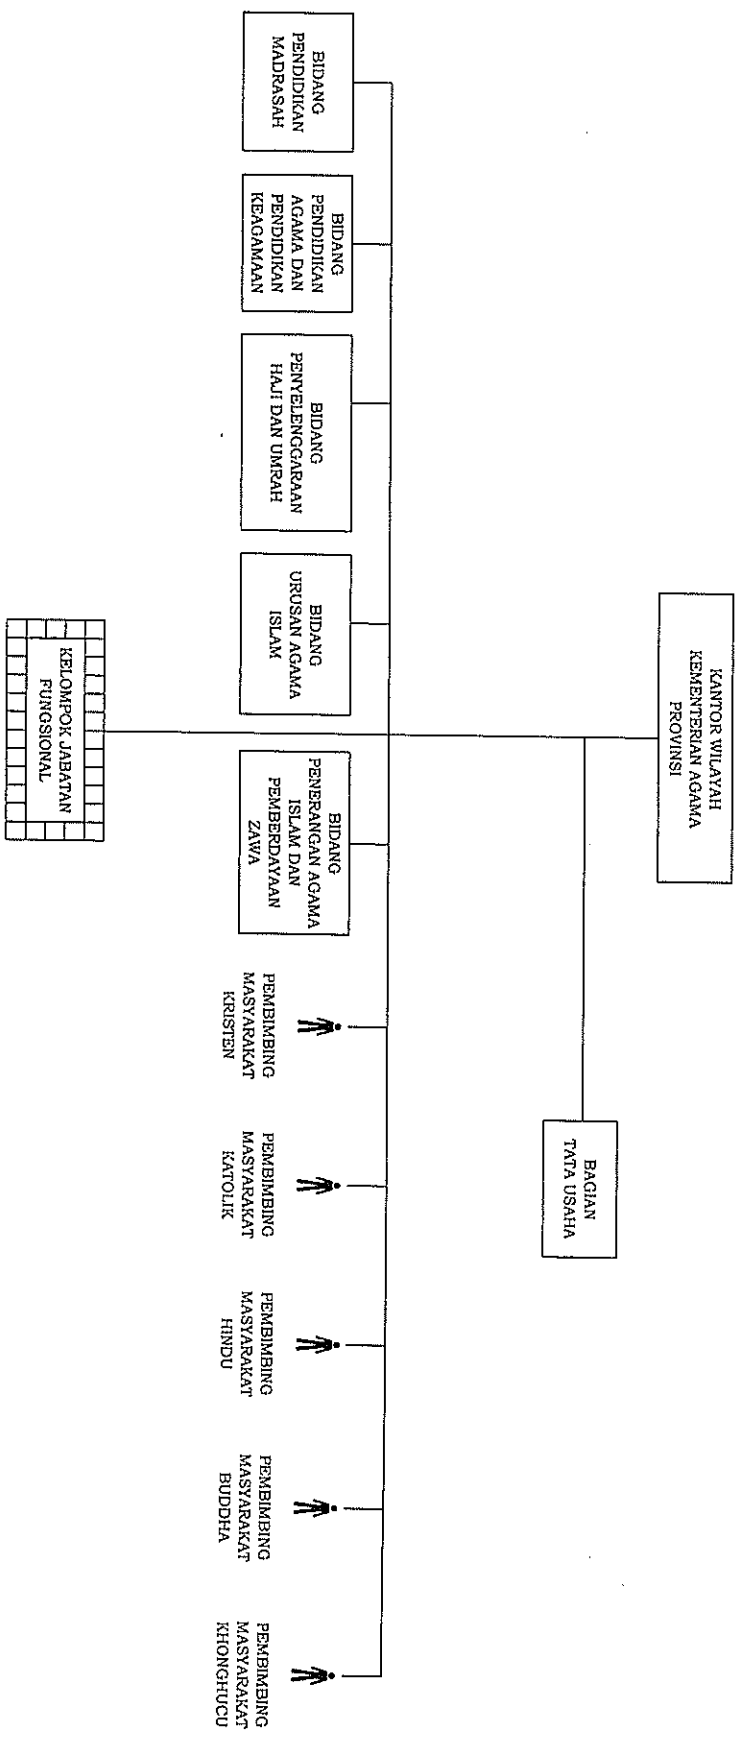 KANTOR WILAYAH
KEMENTERIAN AGAMA
PROVINSI
BAGIAN
TATA USAHA
BIDANG
PENDIDIKAN
MADRASAH
BIDANG
PENDIDIKAN
AGAMA DAN
PENDIDIKAN
KEAGAMAAN
BIDANG
PENYELENGGARAAN
HAJI DAN UMRAH
BIDANG
URUSAN AGAMA
ISLAM
BIDANG
PENERANGAN AGAMA
ISLAM DAN
PEMBERDAYAAN
ZAWA
PEMBIMBING
MASYARAKAT
KRISTEN
PEMBIMBING
MASYARAKAT
KATOLIK
PEMBIMBING
MASYARAKAT
HINDU
PEMBIMBING
MASYARAKAT
BUDDHA
PEMBIMBING
MASYARAKAT
KHONGHUCU
KELOMPOK JABATAN
FUNGSIONAL